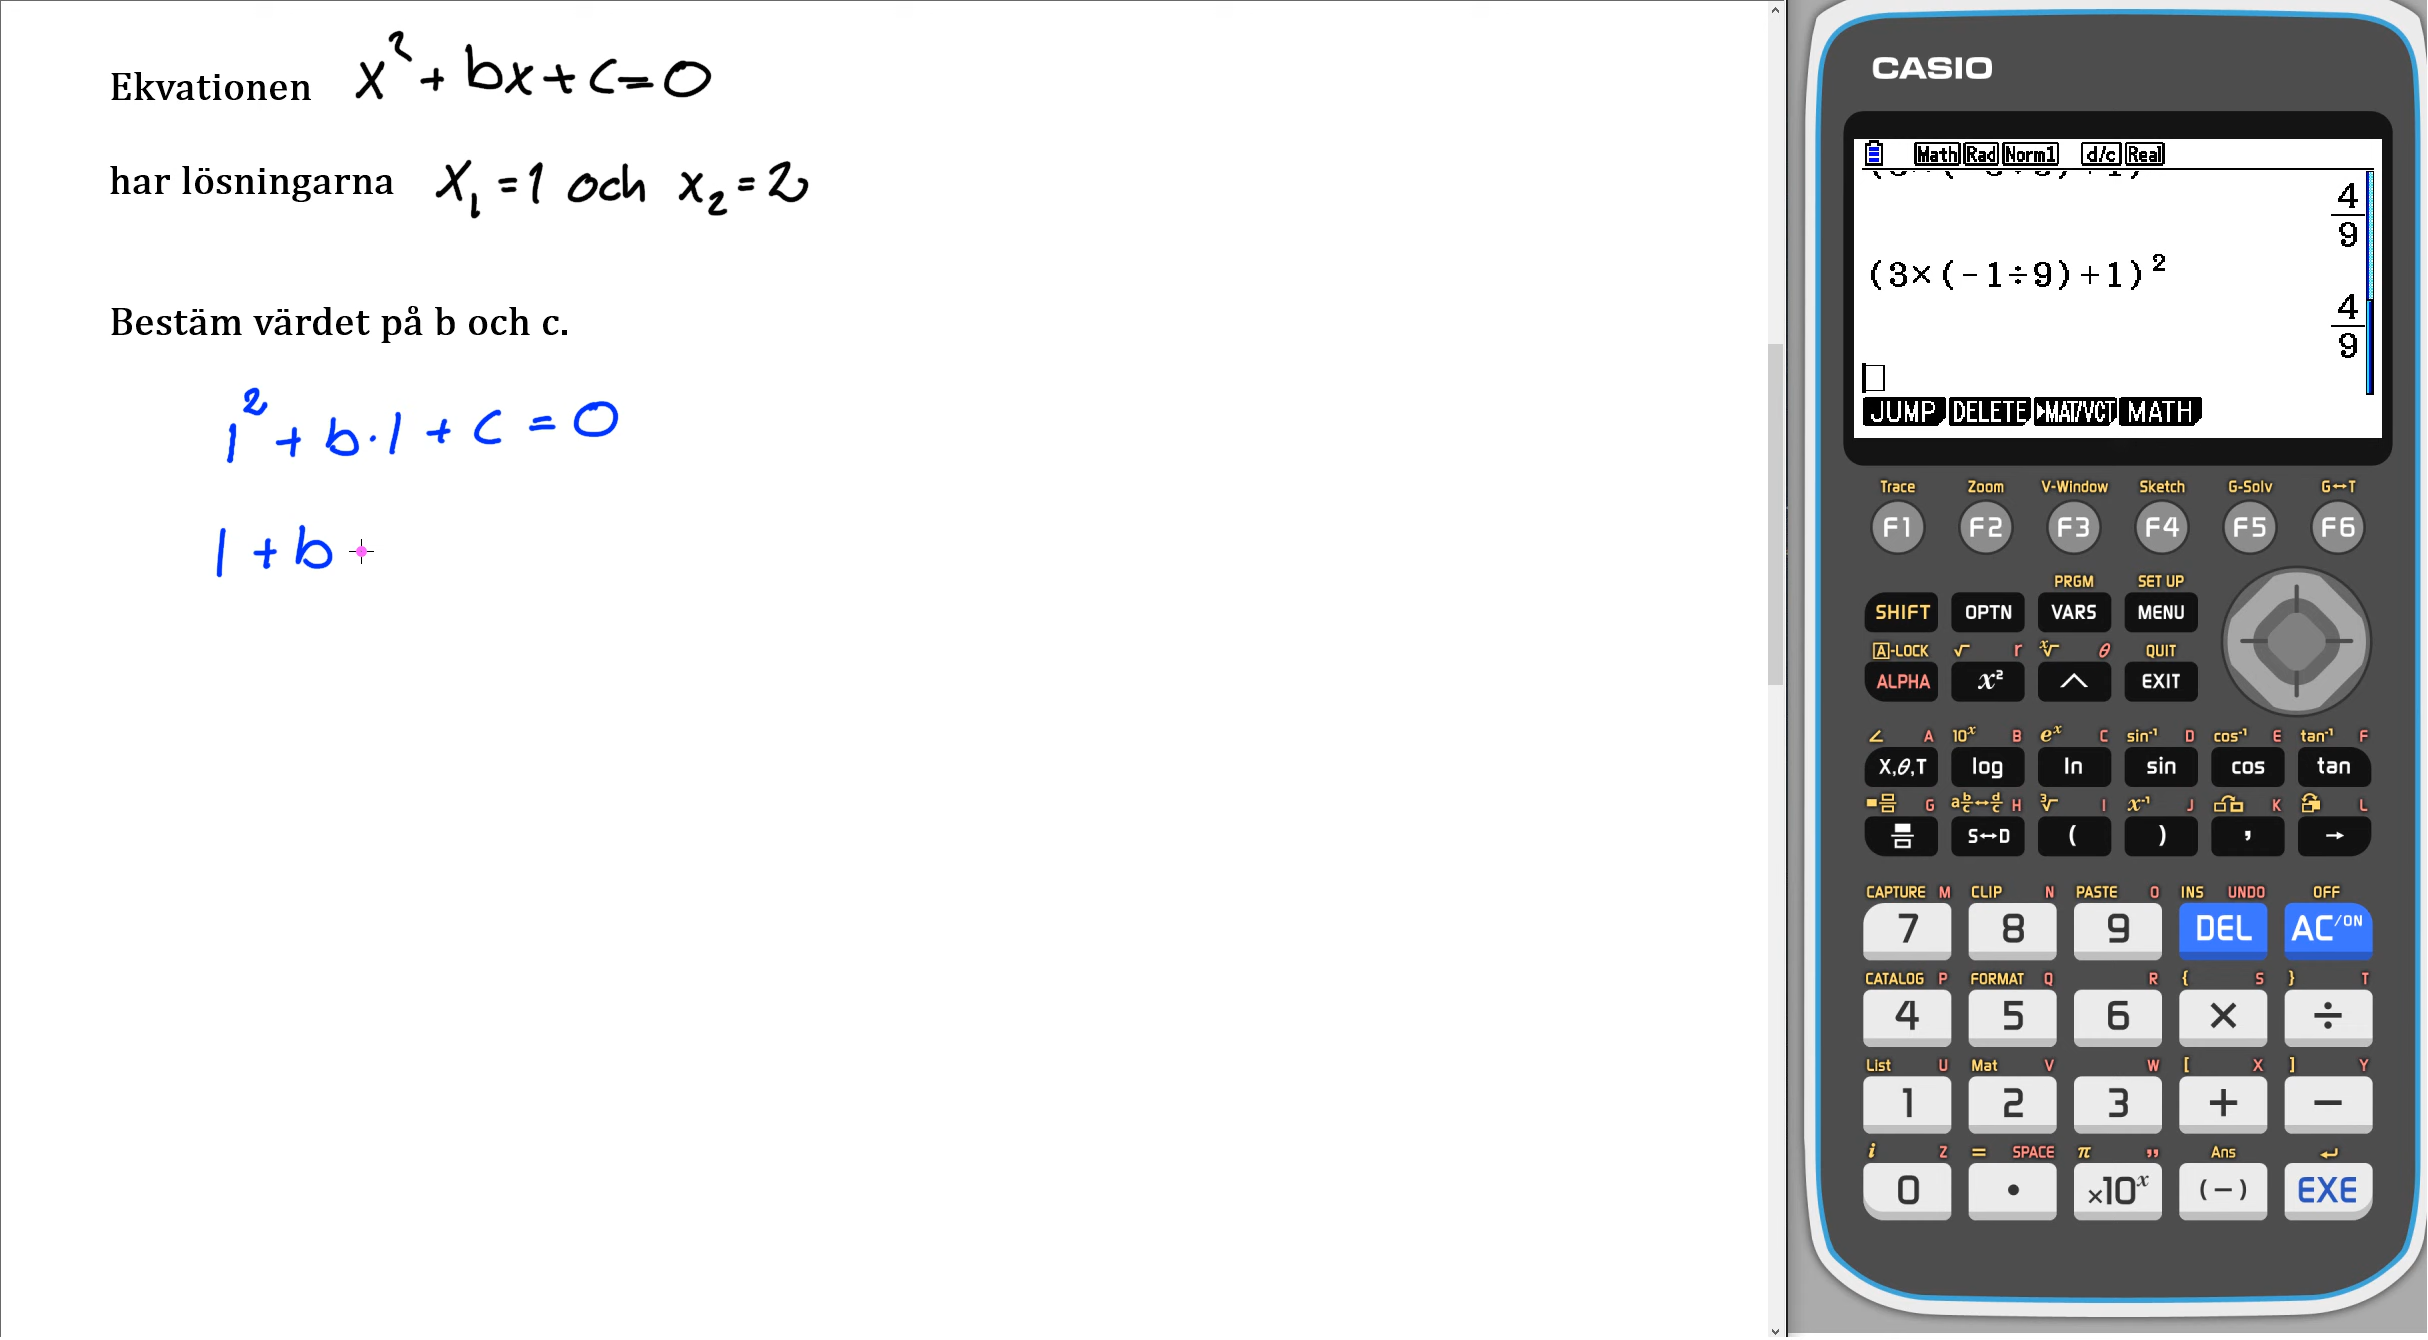 Ekvationen x² + bx + c = 0
har lösningarna x₁ = 1 och x₂ = 2
Bestäm värdet på b och c.
1² + b · 1 + c = 0
1 + b
CASIO
Math Rad Norm1 d/c Real
4/9
(3×(-1÷9)+1)²
4/9
JUMP DELETE ▶MAT/VCT MATH
Trace Zoom V-Window Sketch G-Solv G↔T
F1 F2 F3 F4 F5 F6
PRGM SET UP
SHIFT OPTN VARS MENU
A-LOCK √ r ˣ√ θ QUIT
ALPHA x² ^ EXIT
∠ A 10ˣ B eˣ C sin⁻¹ D cos⁻¹ E tan⁻¹ F
X,θ,T log ln sin cos tan
G a b/c↔d/c H ³√ I x⁻¹ J K L
S↔D ( ) , →
CAPTURE M CLIP N PASTE O INS UNDO OFF
7 8 9 DEL AC/ON
CATALOG P FORMAT Q R { S } T
4 5 6 × ÷
List U Mat V W [ X ] Y
1 2 3 + −
i Z = SPACE π " Ans ↵
0 • ×10ˣ (−) EXE